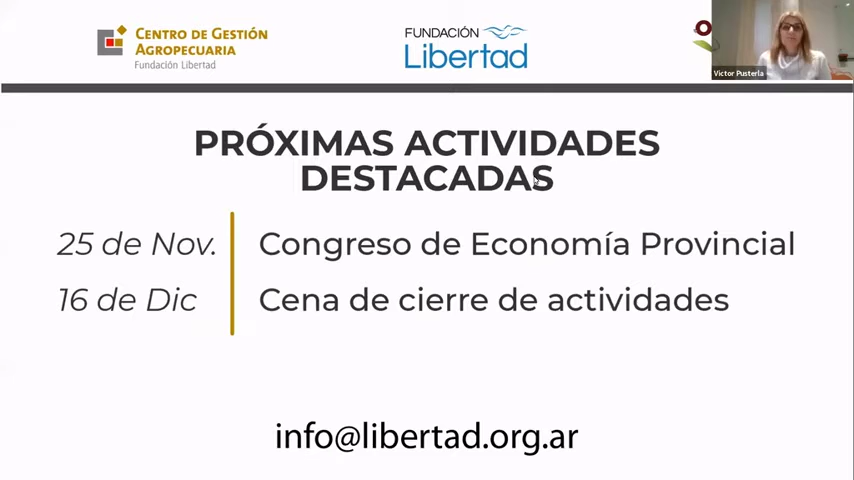 CENTRO DE GESTIÓN
AGROPECUARIA
Fundación Libertad
FUNDACIÓN
Libertad
Victor Pusterla
PRÓXIMAS ACTIVIDADES
DESTACADAS
25 de Nov.
Congreso de Economía Provincial
16 de Dic
Cena de cierre de actividades
info@libertad.org.ar